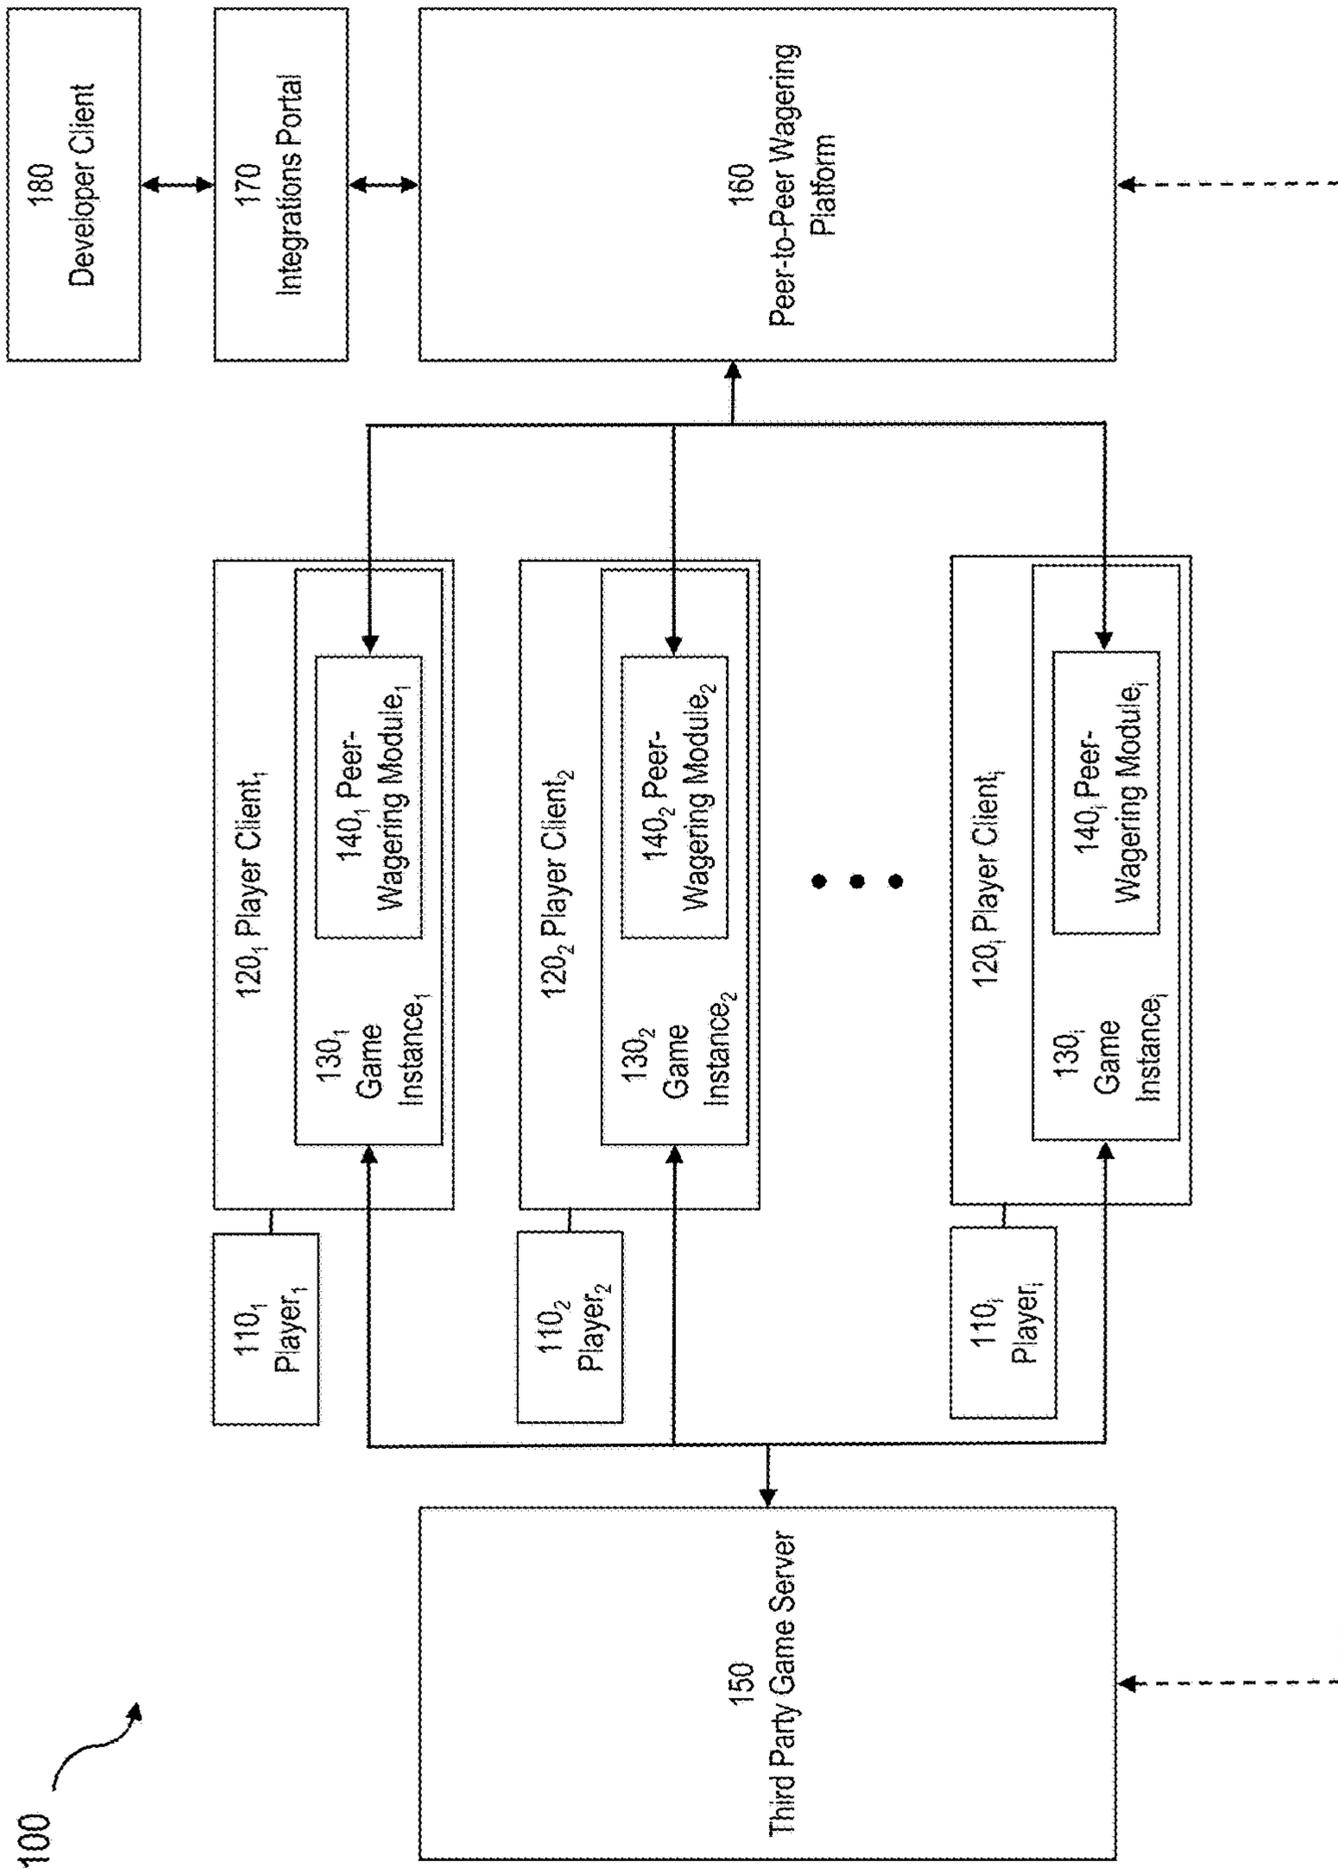 100
150
Third Party Game Server
110₁
Player₁
120₁ Player Client₁
130₁
Game
Instance₁
140₁ Peer-
Wagering Module₁
110₂
Player₂
120₂ Player Client₂
130₂
Game
Instance₂
140₂ Peer-
Wagering Module₂
110ᵢ
Playerᵢ
120ᵢ Player Clientᵢ
130ᵢ
Game
Instanceᵢ
140ᵢ Peer-
Wagering Moduleᵢ
180
Developer Client
170
Integrations Portal
160
Peer-to-Peer Wagering
Platform